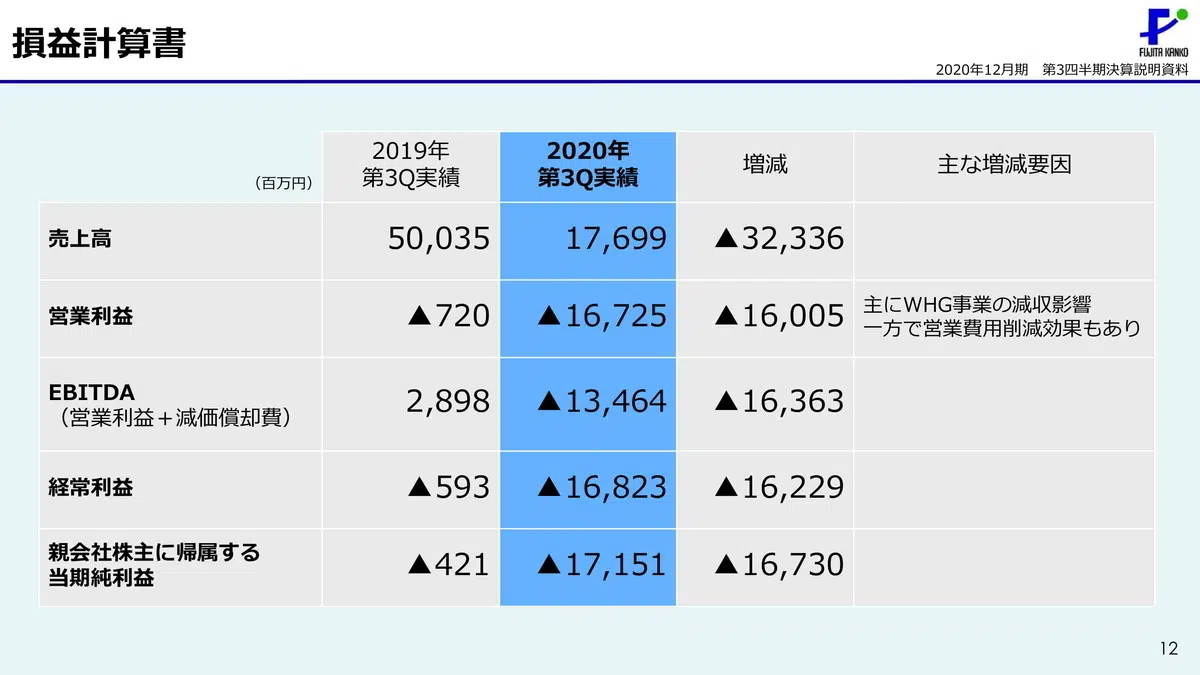 損益計算書
FUJITA KANKO
2020年12月期　第3四半期決算説明資料
（百万円）
2019年
第3Q実績
2020年
第3Q実績
増減
主な増減要因
売上高
50,035
17,699
▲32,336
営業利益
▲720
▲16,725
▲16,005
主にWHG事業の減収影響
一方で営業費用削減効果もあり
EBITDA
（営業利益＋減価償却費）
2,898
▲13,464
▲16,363
経常利益
▲593
▲16,823
▲16,229
親会社株主に帰属する
当期純利益
▲421
▲17,151
▲16,730
12